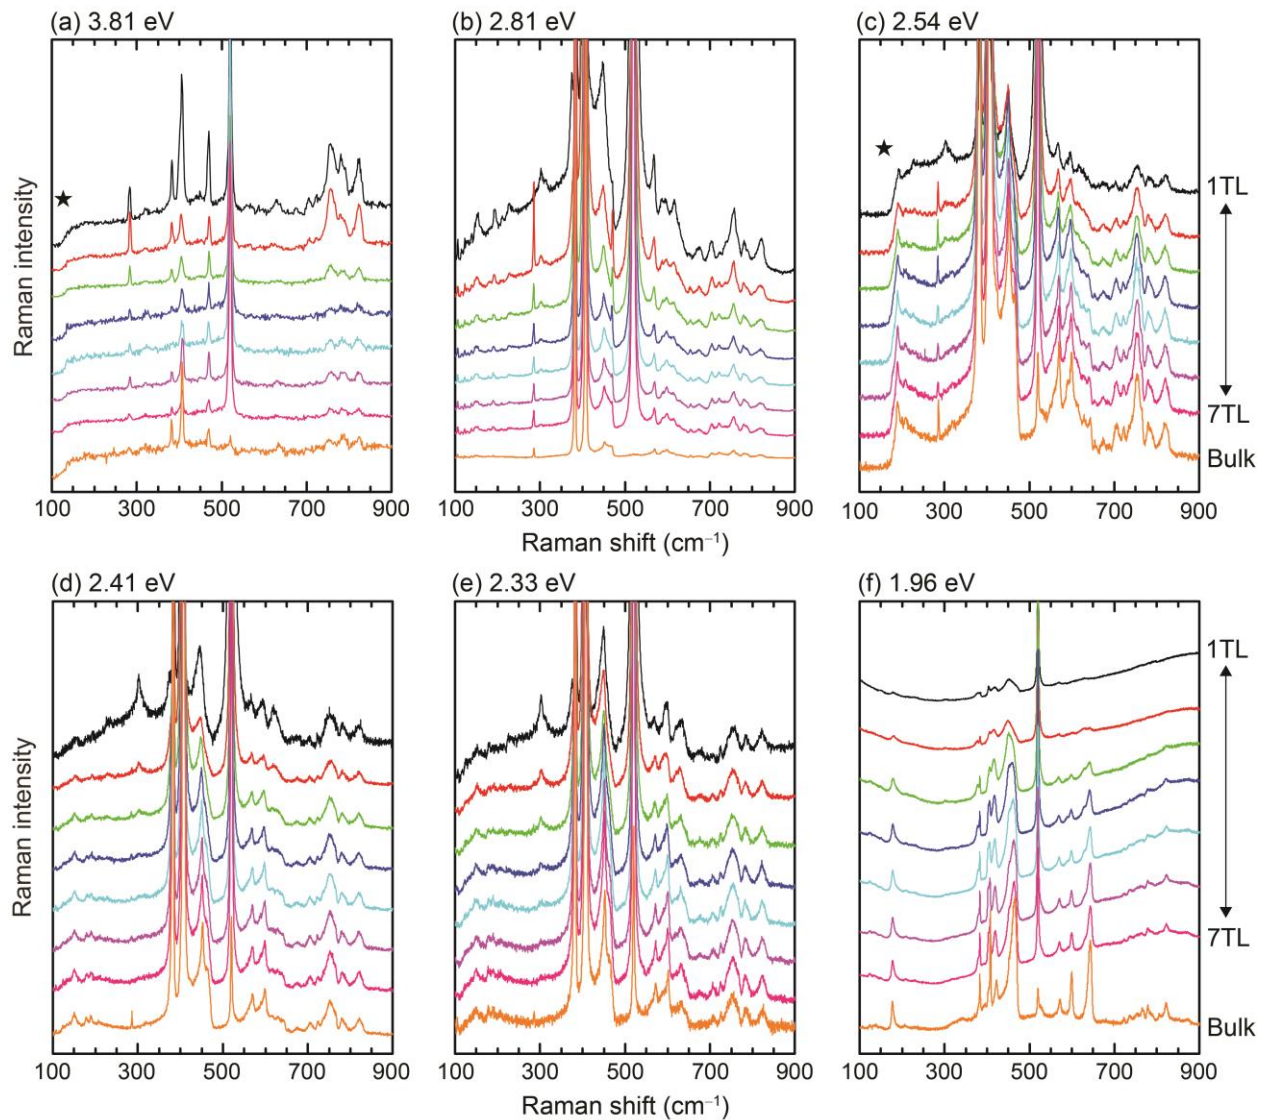 (a) 3.81 eV
(b) 2.81 eV
(c) 2.54 eV
Raman intensity
★
★
1TL
7TL
Bulk
100 300 500 700 900
100 300 500 700 900
100 300 500 700 900
Raman shift (cm⁻¹)
(d) 2.41 eV
(e) 2.33 eV
(f) 1.96 eV
Raman intensity
1TL
7TL
Bulk
100 300 500 700 900
100 300 500 700 900
100 300 500 700 900
Raman shift (cm⁻¹)